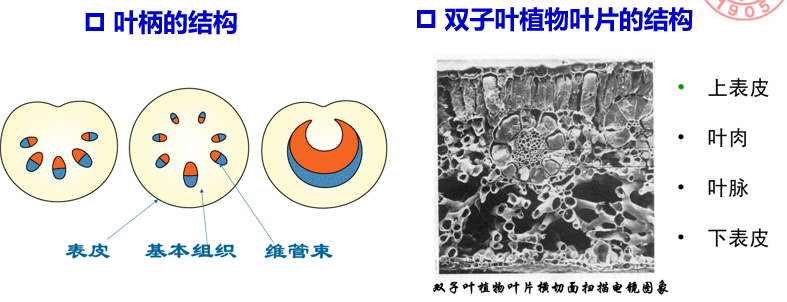 叶柄的结构
双子叶植物叶片的结构
1905
表皮
基本组织
维管束
上表皮
叶肉
叶脉
下表皮
双子叶植物叶片横切面扫描电镜图象